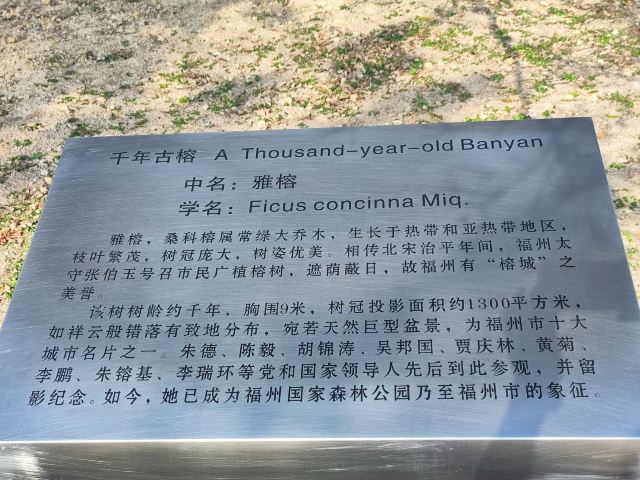 千年古榕 A Thousand-year-old Banyan
中名：雅榕
学名：Ficus concinna Miq.
雅榕，桑科榕属常绿大乔木，生长于热带和亚热带地区，
枝叶繁茂，树冠庞大，树姿优美。相传北宋治平年间，福州太
守张伯玉号召市民广植榕树，遮荫蔽日，故福州有“榕城”之
美誉。
该树树龄约千年，胸围9米，树冠投影面积约1300平方米，
如祥云般错落有致地分布，宛若天然巨型盆景，为福州市十大
城市名片之一。朱德、陈毅、胡锦涛、吴邦国、贾庆林、黄菊、
李鹏、朱镕基、李瑞环等党和国家领导人先后到此参观，并留
影纪念。如今，她已成为福州国家森林公园乃至福州市的象征。